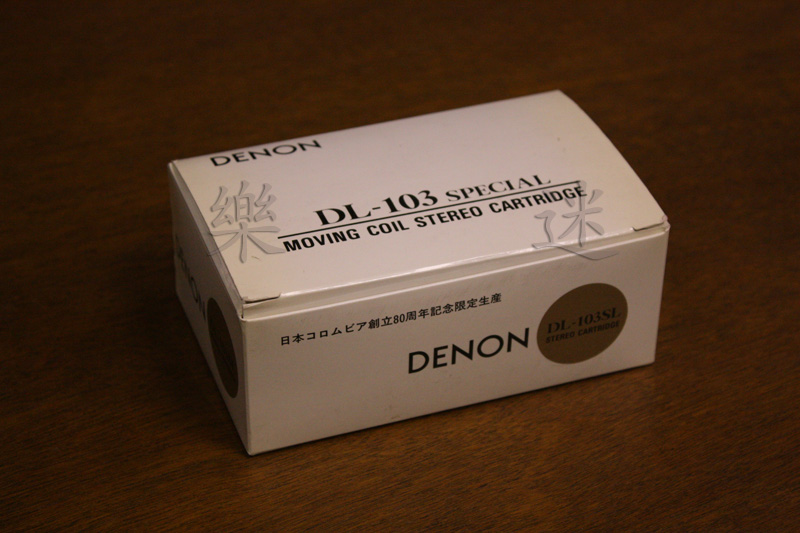 DENON
DL-103 SPECIAL
MOVING COIL STEREO CARTRIDGE
樂迷
日本コロムビア創立80周年記念限定生産
DENON
DL-103SL
STEREO CARTRIDGE
DENON